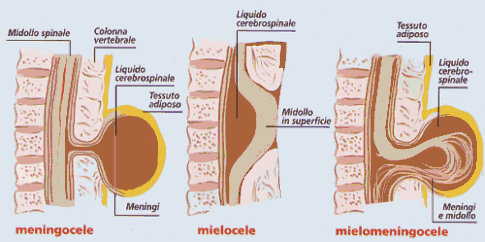 Midollo spinale
Colonna
vertebrale
Liquido
cerebrospinale
Tessuto
adiposo
Meningi
meningocele
Liquido
cerebrospinale
Midollo
in superficie
mielocele
Tessuto
adiposo
Liquido
cerebro-
spinale
Meningi
e midollo
mielomeningocele